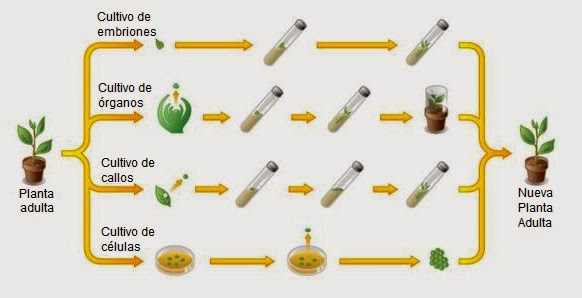 Cultivo de
embriones
Cultivo de
órganos
Planta
adulta
Cultivo de
callos
Cultivo de
células
Nueva
Planta
Adulta